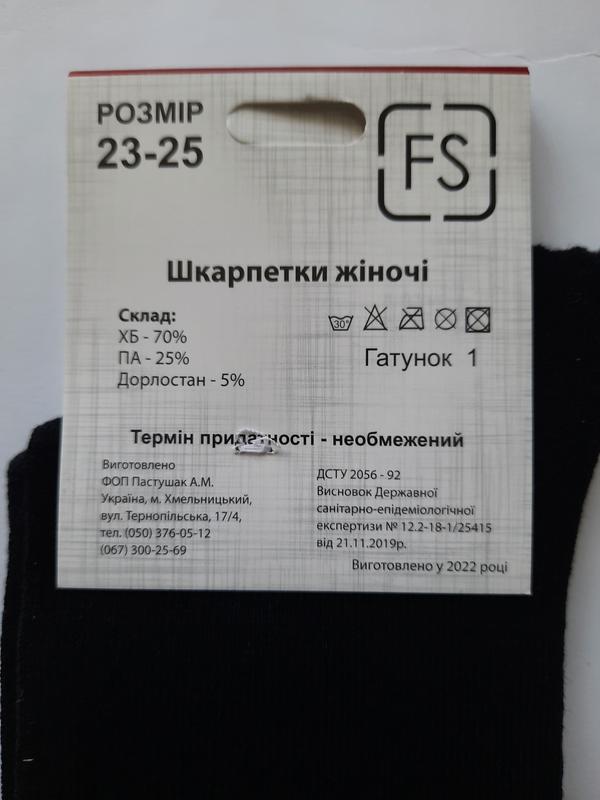 РОЗМІР
23-25
FS
Шкарпетки жіночі
Склад:
ХБ - 70%
ПА - 25%
Дорлостан - 5%
30°
Гатунок 1
Термін придатності - необмежений
Виготовлено
ФОП Пастушак А.М.
Україна, м. Хмельницький,
вул. Тернопільська, 17/4,
тел. (050) 376-05-12
(067) 300-25-69
ДСТУ 2056 - 92
Висновок Державної
санітарно-епідеміологічної
експертизи № 12.2-18-1/25415
від 21.11.2019р.
Виготовлено у 2022 році